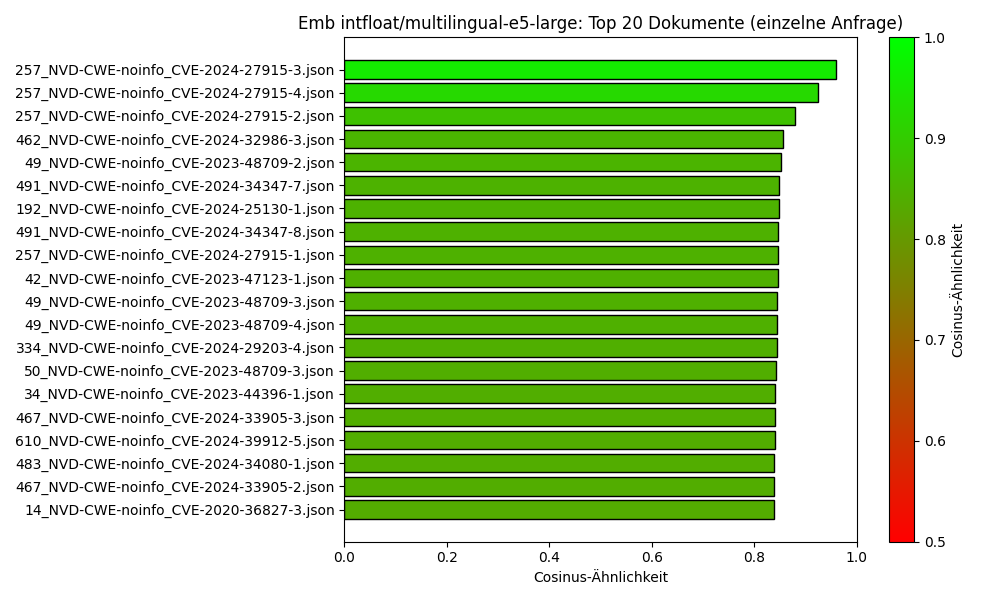 Emb intfloat/multilingual-e5-large: Top 20 Dokumente (einzelne Anfrage)
257_NVD-CWE-noinfo_CVE-2024-27915-3.json
257_NVD-CWE-noinfo_CVE-2024-27915-4.json
257_NVD-CWE-noinfo_CVE-2024-27915-2.json
462_NVD-CWE-noinfo_CVE-2024-32986-3.json
49_NVD-CWE-noinfo_CVE-2023-48709-2.json
491_NVD-CWE-noinfo_CVE-2024-34347-7.json
192_NVD-CWE-noinfo_CVE-2024-25130-1.json
491_NVD-CWE-noinfo_CVE-2024-34347-8.json
257_NVD-CWE-noinfo_CVE-2024-27915-1.json
42_NVD-CWE-noinfo_CVE-2023-47123-1.json
49_NVD-CWE-noinfo_CVE-2023-48709-3.json
49_NVD-CWE-noinfo_CVE-2023-48709-4.json
334_NVD-CWE-noinfo_CVE-2024-29203-4.json
50_NVD-CWE-noinfo_CVE-2023-48709-3.json
34_NVD-CWE-noinfo_CVE-2023-44396-1.json
467_NVD-CWE-noinfo_CVE-2024-33905-3.json
610_NVD-CWE-noinfo_CVE-2024-39912-5.json
483_NVD-CWE-noinfo_CVE-2024-34080-1.json
467_NVD-CWE-noinfo_CVE-2024-33905-2.json
14_NVD-CWE-noinfo_CVE-2020-36827-3.json
0.0 0.2 0.4 0.6 0.8 1.0
Cosinus-Ähnlichkeit
1.0
0.9
0.8
0.7
0.6
0.5
Cosinus-Ähnlichkeit